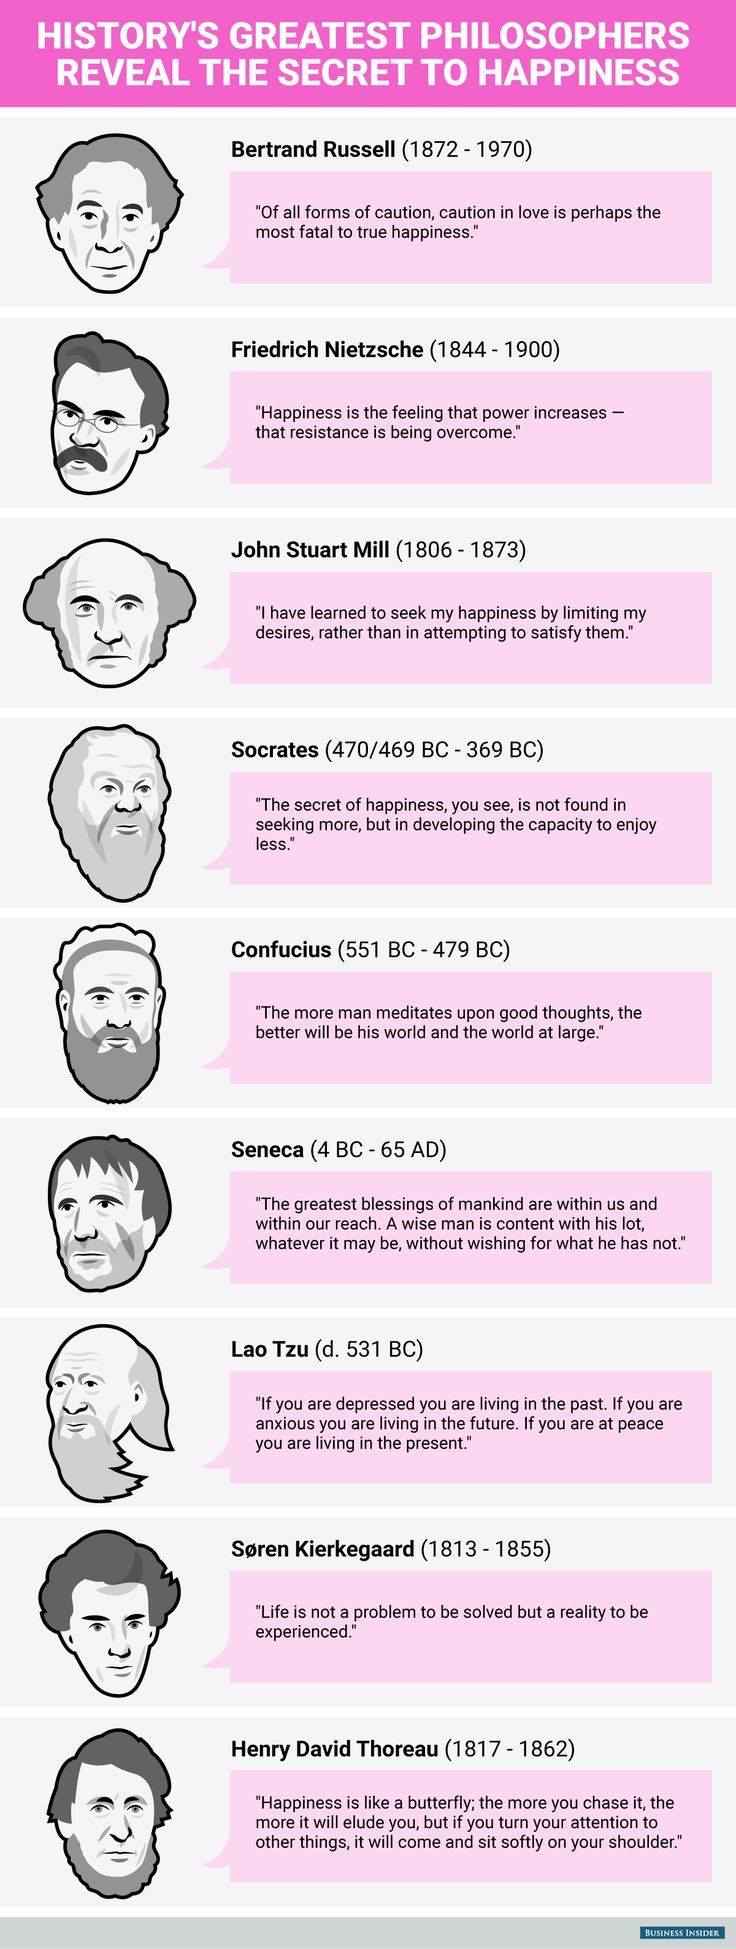 HISTORY'S GREATEST PHILOSOPHERS
REVEAL THE SECRET TO HAPPINESS
Bertrand Russell (1872 - 1970)
"Of all forms of caution, caution in love is perhaps the
most fatal to true happiness."
Friedrich Nietzsche (1844 - 1900)
"Happiness is the feeling that power increases —
that resistance is being overcome."
John Stuart Mill (1806 - 1873)
"I have learned to seek my happiness by limiting my
desires, rather than in attempting to satisfy them."
Socrates (470/469 BC - 369 BC)
"The secret of happiness, you see, is not found in
seeking more, but in developing the capacity to enjoy
less."
Confucius (551 BC - 479 BC)
"The more man meditates upon good thoughts, the
better will be his world and the world at large."
Seneca (4 BC - 65 AD)
"The greatest blessings of mankind are within us and
within our reach. A wise man is content with his lot,
whatever it may be, without wishing for what he has not."
Lao Tzu (d. 531 BC)
"If you are depressed you are living in the past. If you are
anxious you are living in the future. If you are at peace
you are living in the present."
Søren Kierkegaard (1813 - 1855)
"Life is not a problem to be solved but a reality to be
experienced."
Henry David Thoreau (1817 - 1862)
"Happiness is like a butterfly; the more you chase it, the
more it will elude you, but if you turn your attention to
other things, it will come and sit softly on your shoulder."
BUSINESS INSIDER